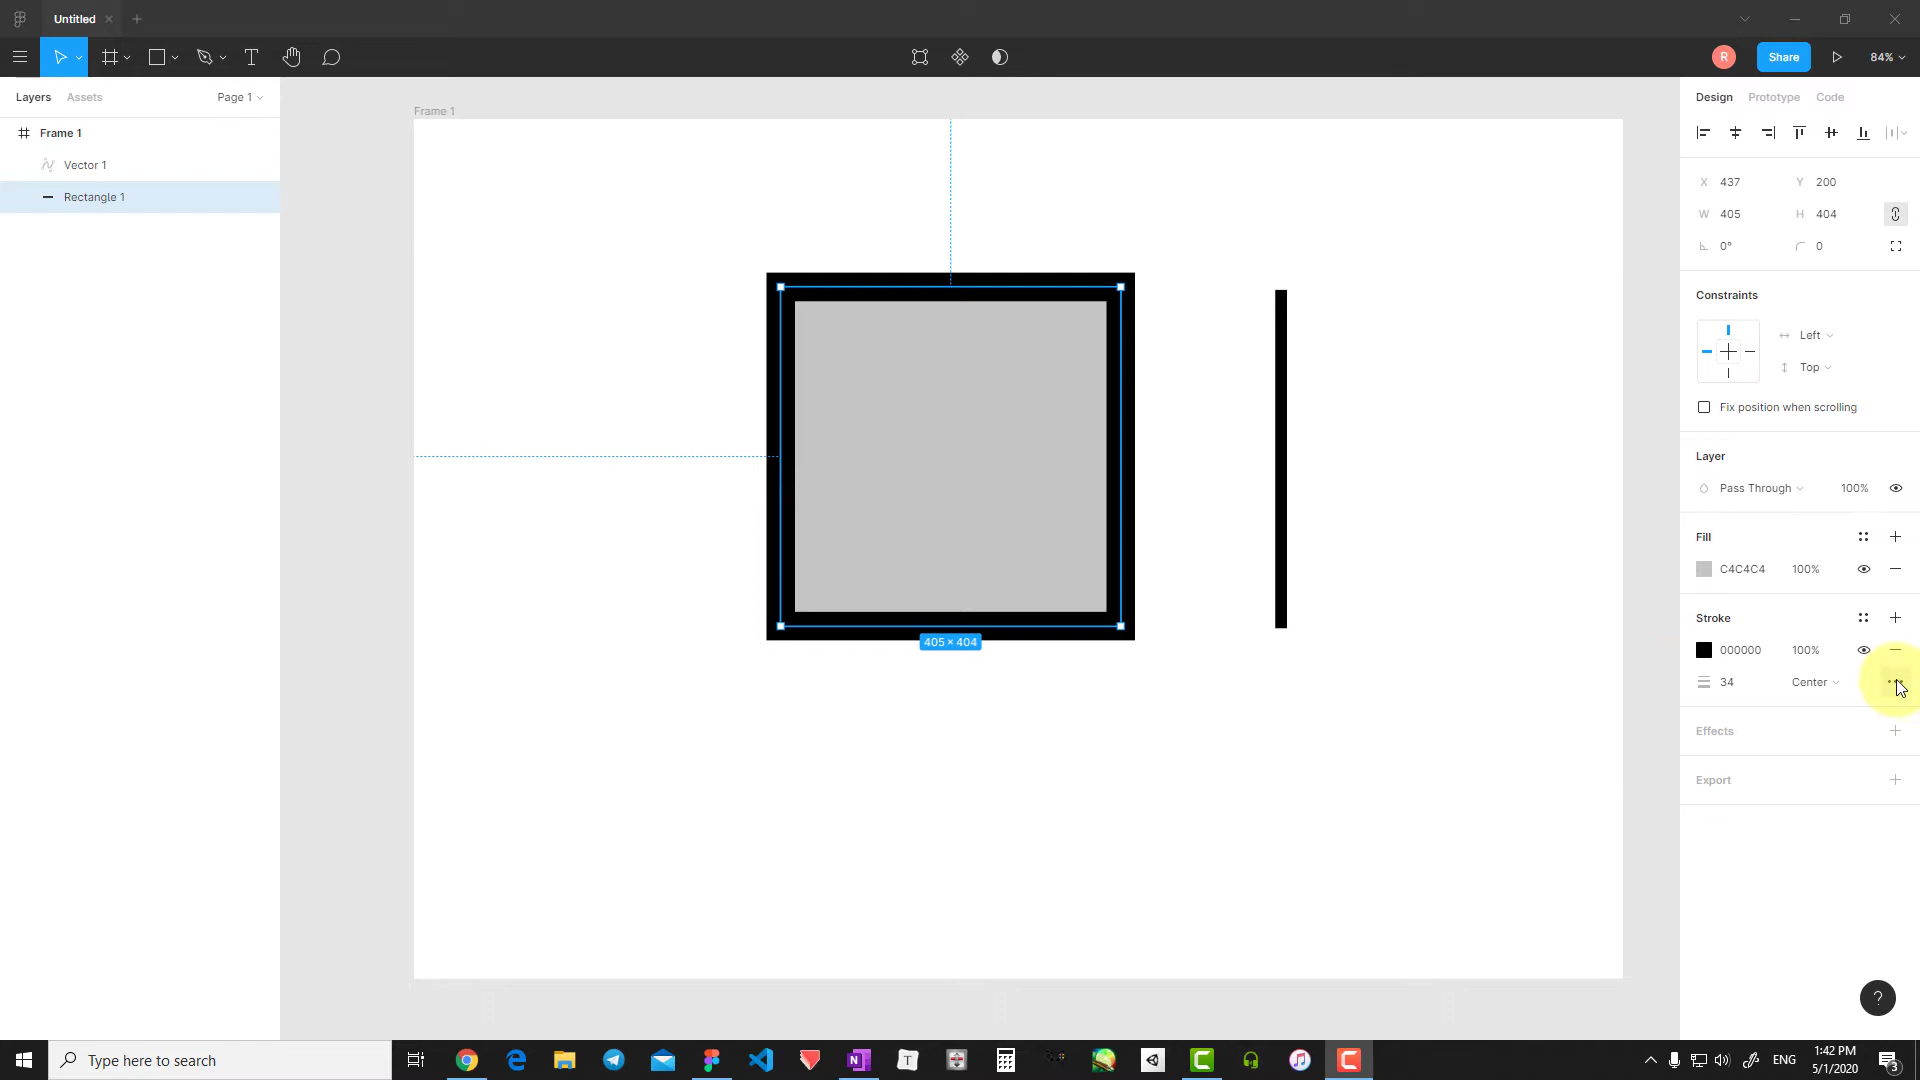 Untitled
Share
84%
R
Layers
Assets
Page 1
Frame 1
Vector 1
Rectangle 1
Frame 1
405 × 404
Design
Prototype
Code
X 437
Y 200
W 405
H 404
0°
0
Constraints
Left
Top
Fix position when scrolling
Layer
Pass Through
100%
Fill
C4C4C4
100%
Stroke
000000
100%
34
Center
Effects
Export
?
Type here to search
N
T
ENG
1:42 PM
5/1/2020
3